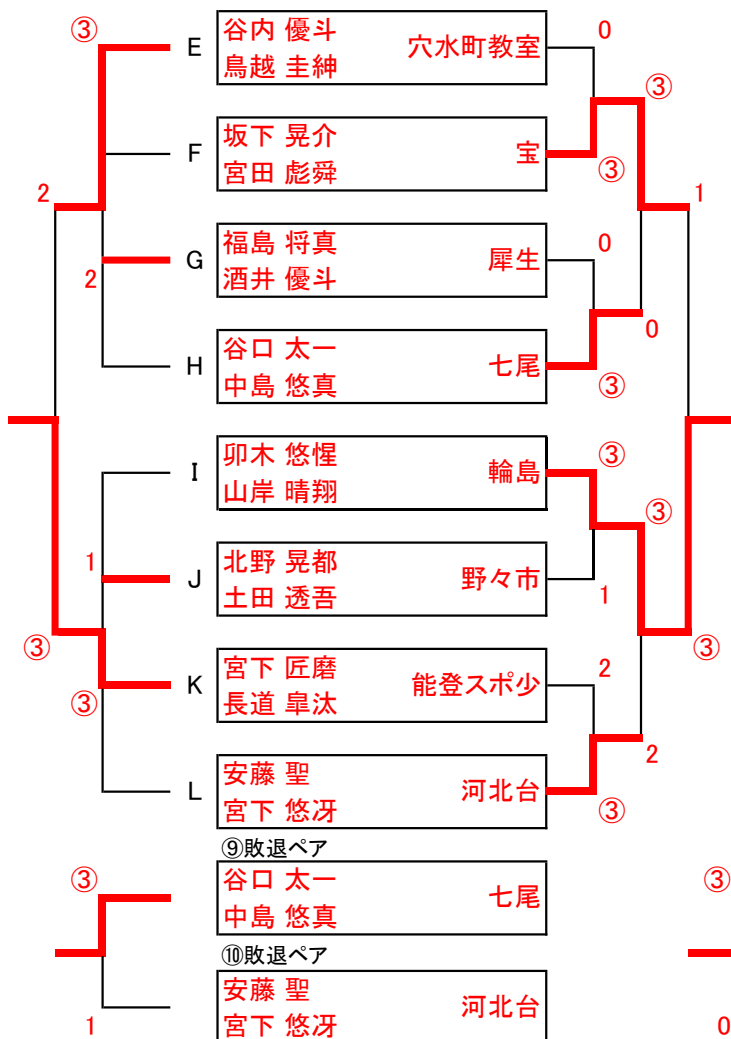 ③ E 谷内 優斗 穴水町教室 0
鳥越 圭紳
③
F 坂下 晃介 宝
宮田 彪舜 ③
2 1
G 福島 将真 犀生 0
2 酒井 優斗
0
H 谷口 太一 七尾
中島 悠真 ③
I 卯木 悠惺 輪島 ③
山岸 晴翔
③
1 J 北野 晃都 野々市
土田 透吾 1
③ ③
K 宮下 匠磨 能登スポ少 2
③ 長道 皐汰
2
L 安藤 聖 河北台
宮下 悠冴 ③
⑨敗退ペア
③ 谷口 太一 七尾 ③
中島 悠真
⑩敗退ペア
安藤 聖 河北台
1 宮下 悠冴 0